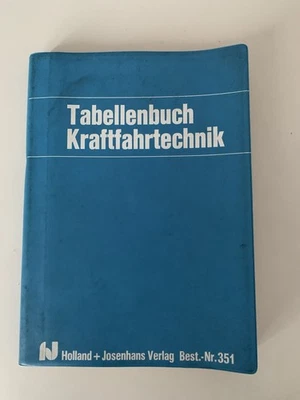 Tabellenbuch
Kraftfahrtechnik
Holland + Josenhans Verlag Best.-Nr. 351